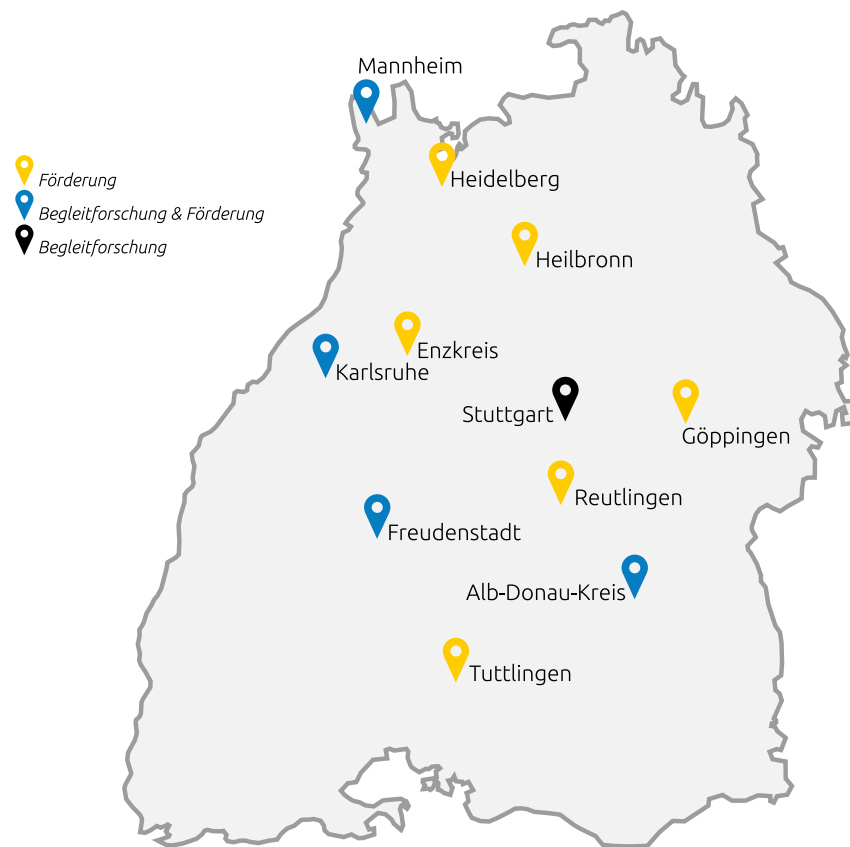 Mannheim
Förderung
Begleitforschung & Förderung
Begleitforschung
Heidelberg
Heilbronn
Enzkreis
Karlsruhe
Stuttgart
Göppingen
Reutlingen
Freudenstadt
Alb-Donau-Kreis
Tuttlingen